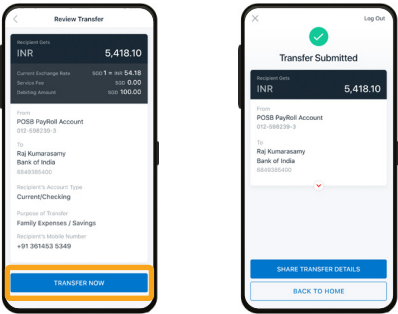 Review Transfer
Recipient Gets
INR 5,418.10
Current Exchange Rate SGD 1 = INR 54.18
Service Fee SGD 0.00
Debiting Amount SGD 100.00
From
POSB PayRoll Account
012-598239-3
To
Raj Kumarasamy
Bank of India
6649365400
Recipient's Account Type
Current/Checking
Purpose of Transfer
Family Expenses / Savings
Recipient's Mobile Number
+91 361453 5349
TRANSFER NOW
Log Out
Transfer Submitted
Recipient Gets
INR 5,418.10
From
POSB PayRoll Account
012-598239-3
To
Raj Kumarasamy
Bank of India
6649365400
SHARE TRANSFER DETAILS
BACK TO HOME